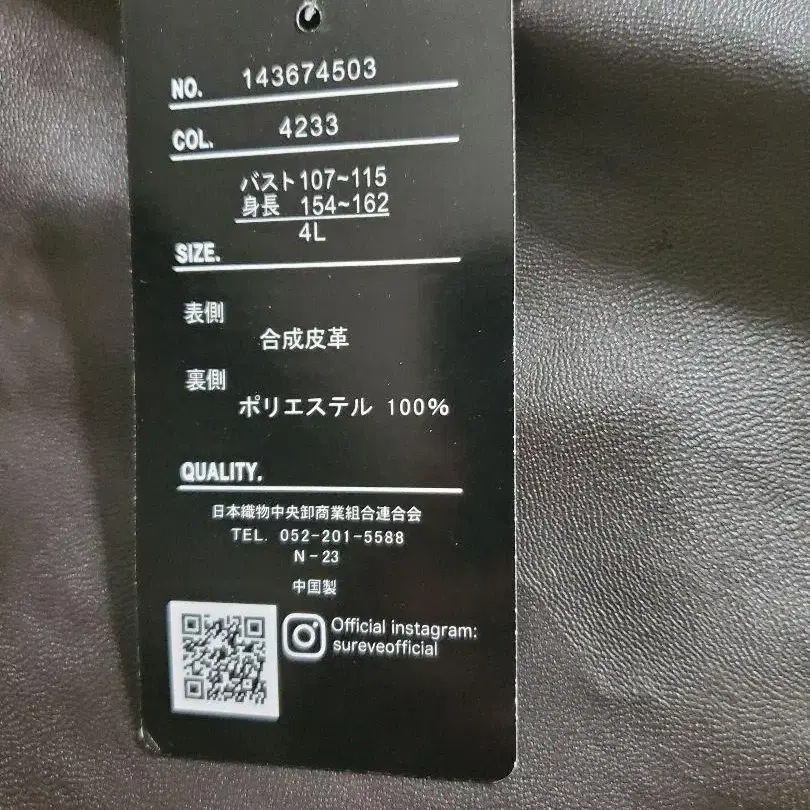 NO. 143674503
COL. 4233
バスト107~115
身長 154~162
4L
SIZE.
表側
合成皮革
裏側
ポリエステル 100%
QUALITY.
日本織物中央卸商業組合連合会
TEL. 052-201-5588
N-23
中国製
Official instagram:
sureveofficial